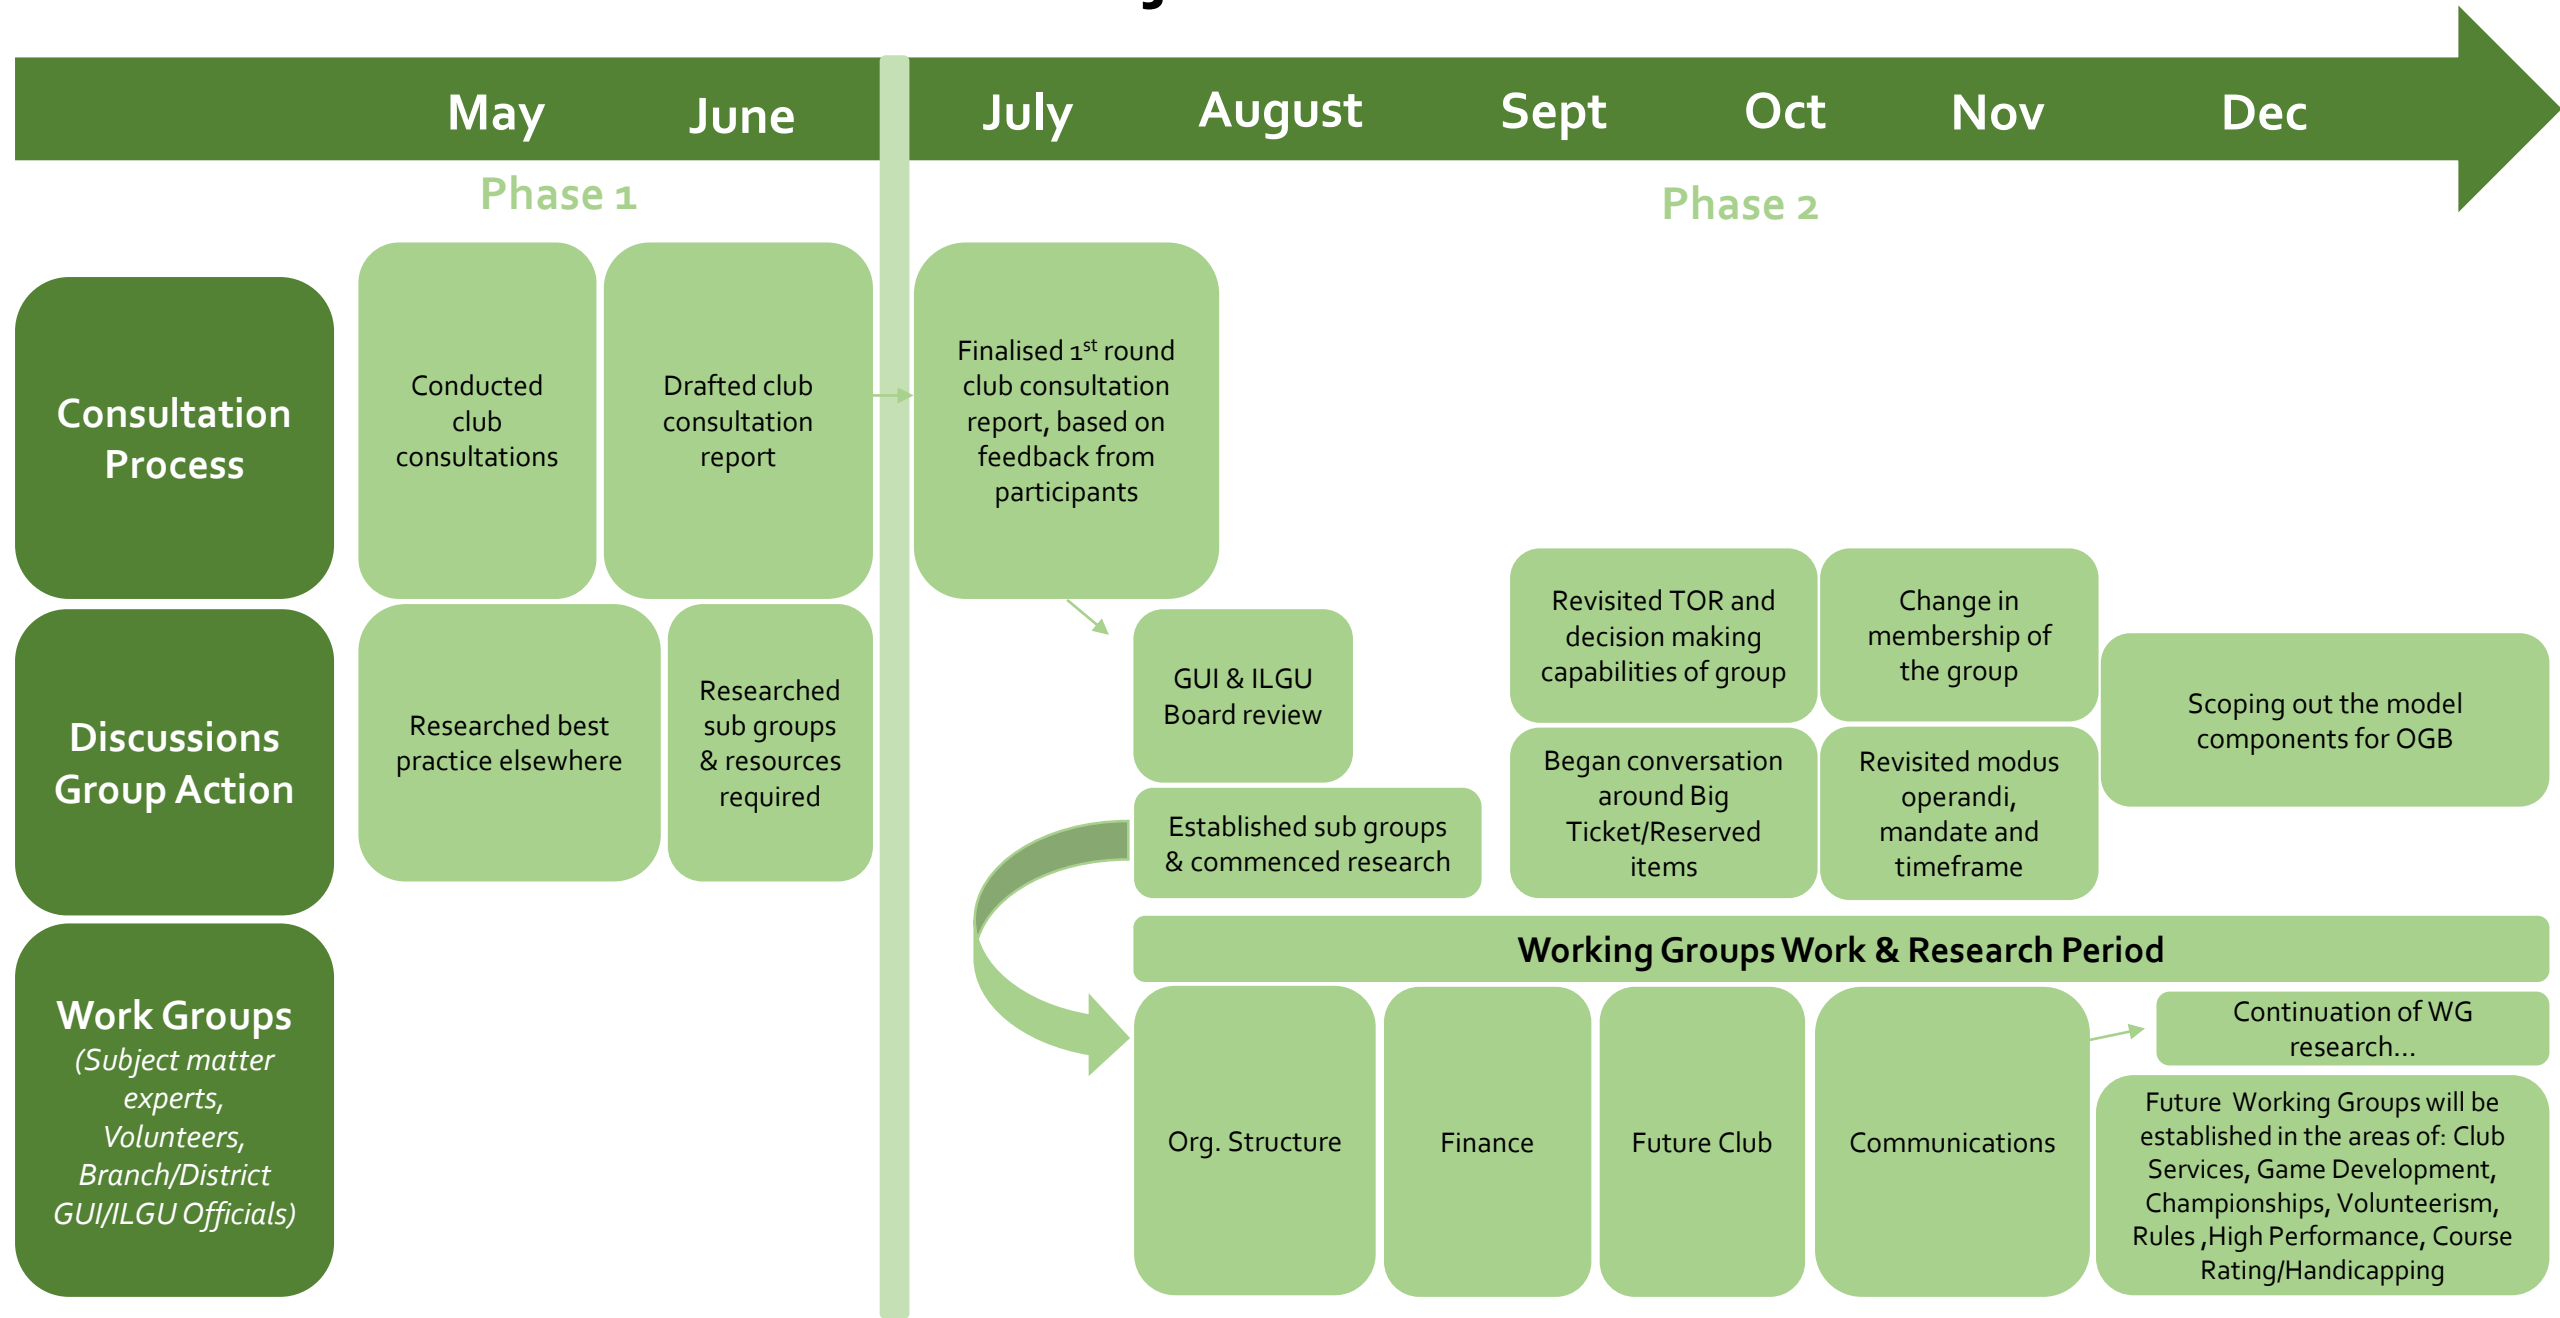 May
June
July
August
Sept
Oct
Nov
Dec
Phase 1
Phase 2
Consultation
Process
Conducted
club
consultations
Drafted club
consultation
report
Finalised 1st round
club consultation
report, based on
feedback from
participants
Discussions
Group Action
Researched best
practice elsewhere
Researched
sub groups
& resources
required
GUI & ILGU
Board review
Established sub groups
& commenced research
Revisited TOR and
decision making
capabilities of group
Began conversation
around Big
Ticket/Reserved
items
Change in
membership of
the group
Revisited modus
operandi,
mandate and
timeframe
Scoping out the model
components for OGB
Working Groups Work & Research Period
Work Groups
(Subject matter
experts,
Volunteers,
Branch/District
GUI/ILGU Officials)
Org. Structure
Finance
Future Club
Communications
Continuation of WG
research...
Future Working Groups will be
established in the areas of: Club
Services, Game Development,
Championships, Volunteerism,
Rules ,High Performance, Course
Rating/Handicapping